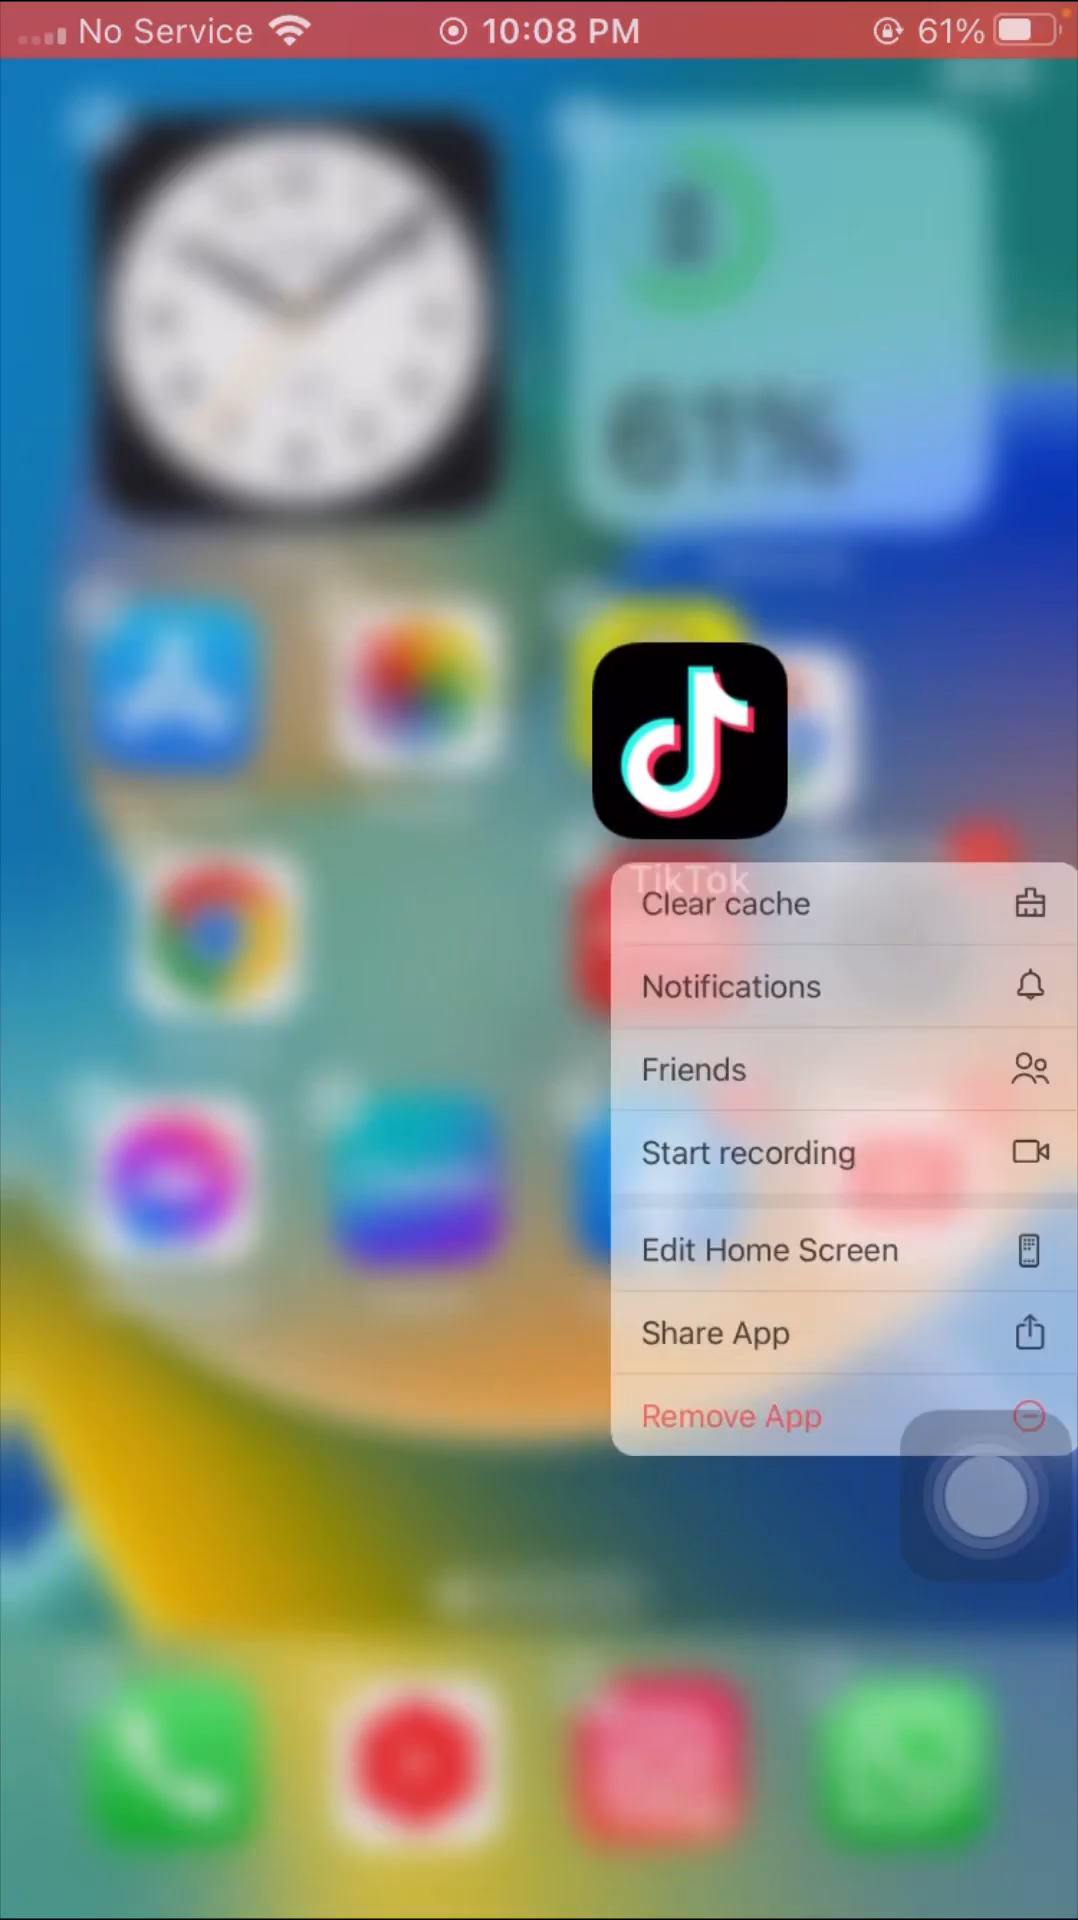 No Service 10:08 PM 61%
61%
TikTok
Clear cache
Notifications
Friends
Start recording
Edit Home Screen
Share App
Remove App